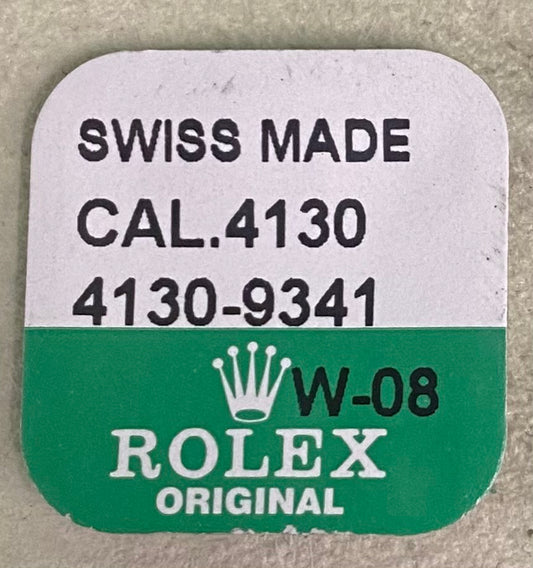 SWISS MADE
CAL.4130
4130-9341
W-08
ROLEX
ORIGINAL